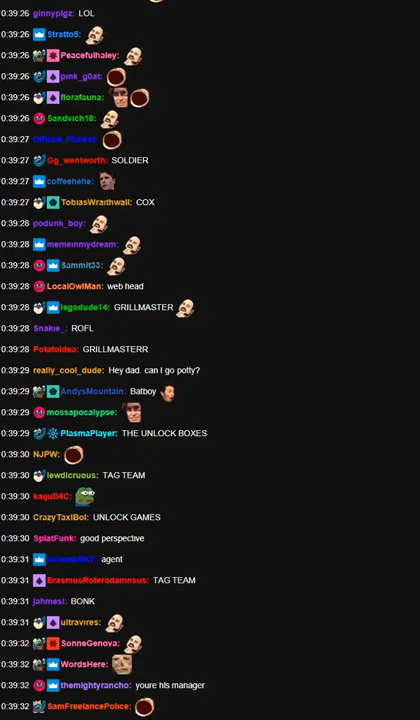 0:39:26 ginnypigz: LOL
0:39:26 Stratto5:
0:39:26 Peacefulhaley:
0:39:26 pink_g0at:
0:39:26 florafauna:
0:39:26 Sandvich18:
0:39:27
0:39:27 Gg_wentworth: SOLDIER
0:39:27 coffeehehe:
0:39:27 TobiasWraithwall: COX
0:39:28 podunk_boy:
0:39:28 memeinmydream:
0:39:28 Sammit33:
0:39:28 LocalOwlMan: web head
0:39:28 legodude14: GRILLMASTER
0:39:28 Snakie_: ROFL
0:39:28 Potatoidea: GRILLMASTERR
0:39:29 really_cool_dude: Hey dad. can I go potty?
0:39:29 AndysMountain: Batboy
0:39:29 mossapocalypse:
0:39:29 PlasmaPlayer: THE UNLOCK BOXES
0:39:30 NJPW:
0:39:30 lewdicruous: TAG TEAM
0:39:30 kaijuD4C:
0:39:30 CrazyTaxiBoi: UNLOCK GAMES
0:39:30 SplatFunk: good perspective
0:39:31 agent
0:39:31 ErasmusRoterodamnsus: TAG TEAM
0:39:31 jahmesi: BONK
0:39:31 ultravires:
0:39:32 SonneGenova:
0:39:32 WordsHere:
0:39:32 themightyrancho: youre his manager
0:39:32 SamFreelancePolice: